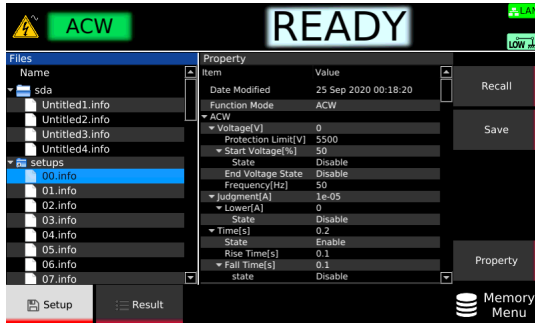 ACW
READY
LAN
LOW
Files
Property
Name
Item Value
sda
Date Modified 25 Sep 2020 00:18:20
Recall
Untitled1.info
Function Mode ACW
Untitled2.info
ACW
Untitled3.info
Voltage[V] 0
Save
Untitled4.info
Protection Limit[V] 5500
setups
Start Voltage[%] 50
00.info
State Disable
01.info
End Voltage State Disable
02.info
Frequency[Hz] 50
03.info
Judgment[A] 1e-05
04.info
Lower[A] 0
05.info
State Disable
06.info
Time[s] 0.2
07.info
State Enable
Rise Time[s] 0.1
Fall Time[s] 0.1
state Disable
Property
Setup
Result
Memory
Menu